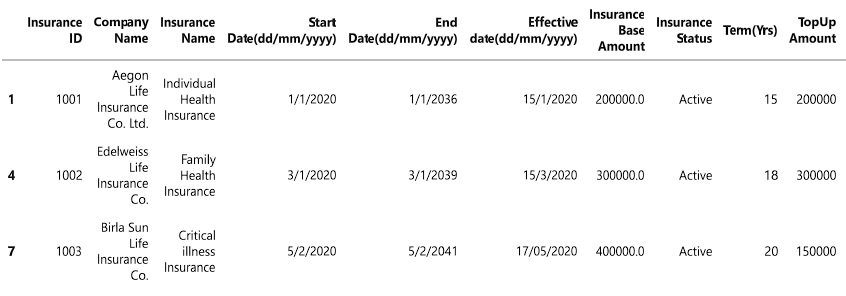 Insurance ID Company Name Insurance Name Start Date(dd/mm/yyyy) End Date(dd/mm/yyyy) Effective date(dd/mm/yyyy) Insurance Base Amount Insurance Status Term(Yrs) TopUp Amount
1 1001 Aegon Life Insurance Co. Ltd. Individual Health Insurance 1/1/2020 1/1/2036 15/1/2020 200000.0 Active 15 200000
4 1002 Edelweiss Life Insurance Co. Family Health Insurance 3/1/2020 3/1/2039 15/3/2020 300000.0 Active 18 300000
7 1003 Birla Sun Life Insurance Co. Critical illness Insurance 5/2/2020 5/2/2041 17/05/2020 400000.0 Active 20 150000